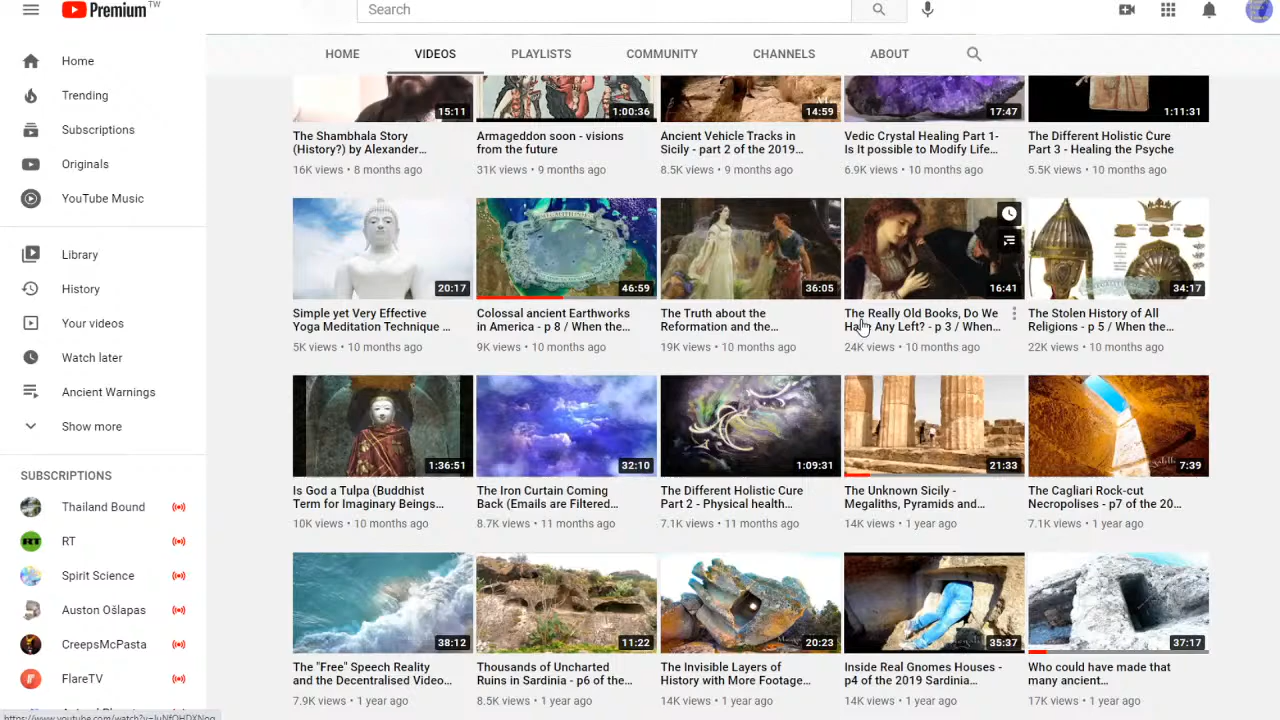 Premium TW
Search
HOME
VIDEOS
PLAYLISTS
COMMUNITY
CHANNELS
ABOUT
Home
Trending
Subscriptions
Originals
YouTube Music
Library
History
Your videos
Watch later
Ancient Warnings
Show more
SUBSCRIPTIONS
Thailand Bound
RT
Spirit Science
Auston Ošlapas
CreepsMcPasta
FlareTV
15:11
1:00:36
14:59
17:47
1:11:31
The Shambhala Story
(History?) by Alexander...
16K views • 8 months ago
Armageddon soon - visions
from the future
31K views • 9 months ago
Ancient Vehicle Tracks in
Sicily - part 2 of the 2019...
8.5K views • 9 months ago
Vedic Crystal Healing Part 1-
Is It possible to Modify Life...
6.9K views • 10 months ago
The Different Holistic Cure
Part 3 - Healing the Psyche
5.5K views • 10 months ago
20:17
46:59
36:05
16:41
34:17
Simple yet Very Effective
Yoga Meditation Technique ...
5K views • 10 months ago
Colossal ancient Earthworks
in America - p 8 / When the...
9K views • 10 months ago
The Truth about the
Reformation and the...
19K views • 10 months ago
The Really Old Books, Do We
Have Any Left? - p 3 / When...
24K views • 10 months ago
The Stolen History of All
Religions - p 5 / When the...
22K views • 10 months ago
1:36:51
32:10
1:09:31
21:33
7:39
Is God a Tulpa (Buddhist
Term for Imaginary Beings...
10K views • 10 months ago
The Iron Curtain Coming
Back (Emails are Filtered...
8.7K views • 11 months ago
The Different Holistic Cure
Part 2 - Physical health...
7.1K views • 11 months ago
The Unknown Sicily -
Megaliths, Pyramids and...
14K views • 1 year ago
The Cagliari Rock-cut
Necropolises - p7 of the 20...
7.1K views • 1 year ago
38:12
11:22
20:23
35:37
37:17
The "Free" Speech Reality
and the Decentralised Video...
7.9K views • 1 year ago
Thousands of Uncharted
Ruins in Sardinia - p6 of the...
8.5K views • 1 year ago
The Invisible Layers of
History with More Footage...
14K views • 1 year ago
Inside Real Gnomes Houses -
p4 of the 2019 Sardinia...
14K views • 1 year ago
Who could have made that
many ancient...
17K views • 1 year ago